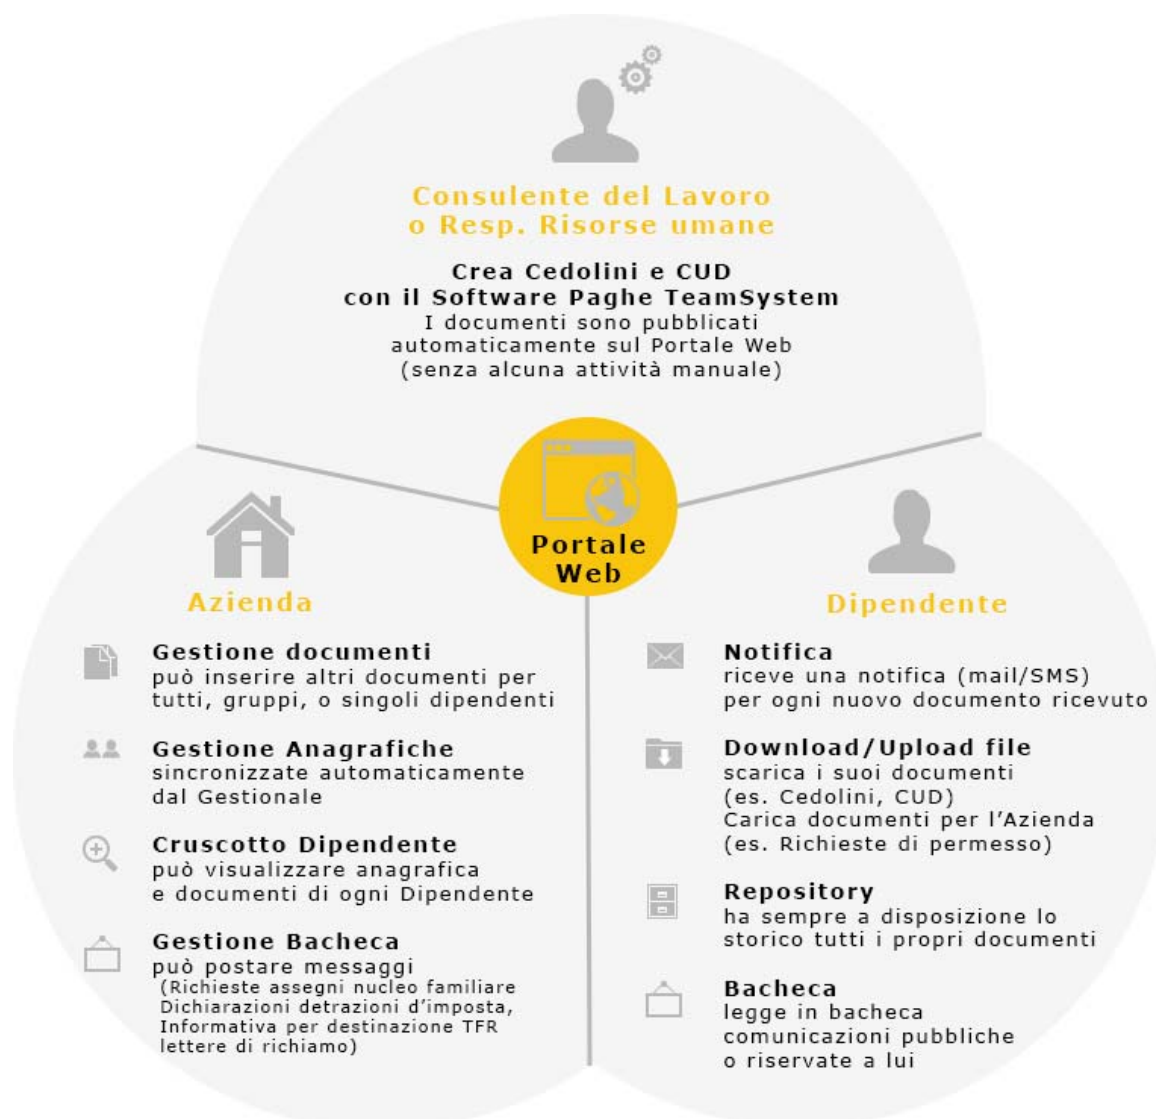 Consulente del Lavoro
o Resp. Risorse umane
Crea Cedolini e CUD
con il Software Paghe TeamSystem
I documenti sono pubblicati
automaticamente sul Portale Web
(senza alcuna attività manuale)
Portale
Web
Azienda
Gestione documenti
può inserire altri documenti per
tutti, gruppi, o singoli dipendenti
Gestione Anagrafiche
sincronizzate automaticamente
dal Gestionale
Cruscotto Dipendente
può visualizzare anagrafica
e documenti di ogni Dipendente
Gestione Bacheca
può postare messaggi
(Richieste assegni nucleo familiare
Dichiarazioni detrazioni d'imposta,
Informativa per destinazione TFR
lettere di richiamo)
Dipendente
Notifica
riceve una notifica (mail/SMS)
per ogni nuovo documento ricevuto
Download/Upload file
scarica i suoi documenti
(es. Cedolini, CUD)
Carica documenti per l'Azienda
(es. Richieste di permesso)
Repository
ha sempre a disposizione lo
storico tutti i propri documenti
Bacheca
legge in bacheca
comunicazioni pubbliche
o riservate a lui